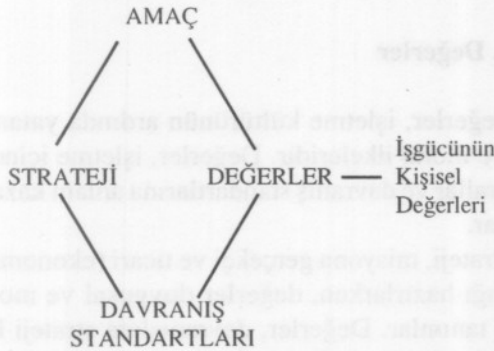 AMAÇ
STRATEJİ
DEĞERLER
İşgücünün
Kişisel
Değerleri
DAVRANIŞ
STANDARTLARI